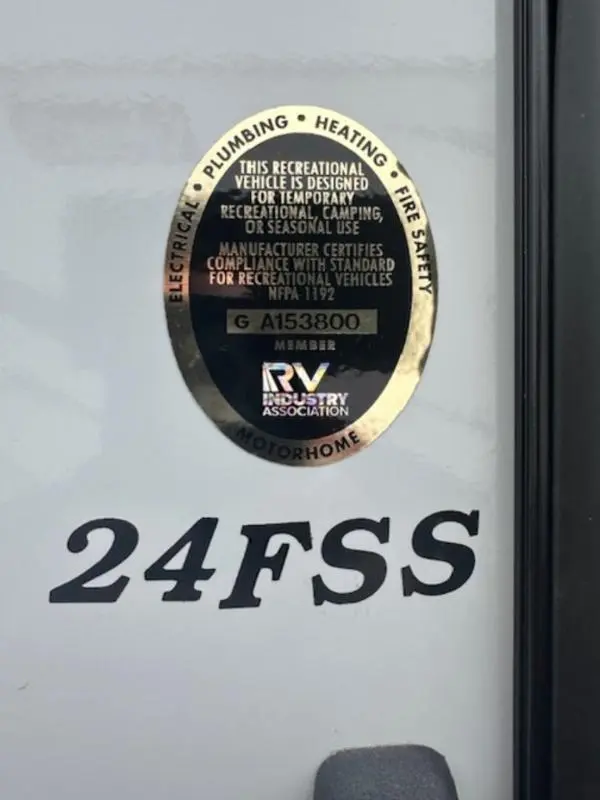 ELECTRICAL • PLUMBING • HEATING • FIRE SAFETY
THIS RECREATIONAL
VEHICLE IS DESIGNED
FOR TEMPORARY
RECREATIONAL, CAMPING,
OR SEASONAL USE
MANUFACTURER CERTIFIES
COMPLIANCE WITH STANDARD
FOR RECREATIONAL VEHICLES
NFPA 1192
G A153800
MEMBER
RV
INDUSTRY
ASSOCIATION
MOTORHOME
24FSS